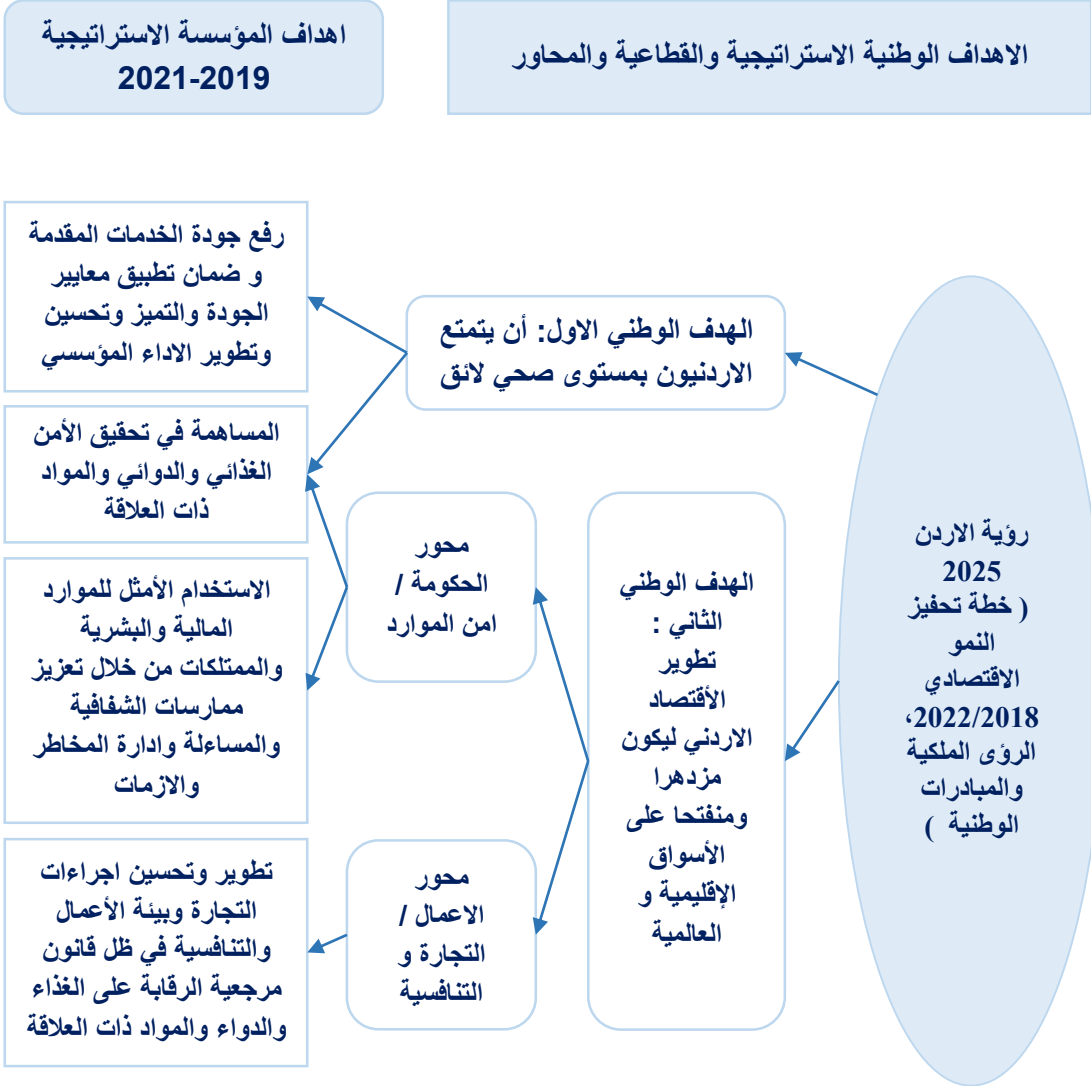 الاهداف الوطنية الاستراتيجية والقطاعية والمحاور
اهداف المؤسسة الاستراتيجية
2021-2019
رؤية الاردن
2025
( خطة تحفيز
النمو
الاقتصادي
2022/2018،
الرؤى الملكية
والمبادرات
الوطنية )
الهدف الوطني الاول: أن يتمتع
الاردنيون بمستوى صحي لائق
الهدف الوطني
الثاني :
تطوير
الأقتصاد
الاردني ليكون
مزدهرا
ومنفتحا على
الأسواق
الإقليمية و
العالمية
محور
الحكومة /
امن الموارد
محور
الاعمال /
التجارة و
التنافسية
رفع جودة الخدمات المقدمة
و ضمان تطبيق معايير
الجودة والتميز وتحسين
وتطوير الاداء المؤسسي
المساهمة في تحقيق الأمن
الغذائي والدوائي والمواد
ذات العلاقة
الاستخدام الأمثل للموارد
المالية والبشرية
والممتلكات من خلال تعزيز
ممارسات الشفافية
والمساءلة وادارة المخاطر
والازمات
تطوير وتحسين اجراءات
التجارة وبيئة الأعمال
والتنافسية في ظل قانون
مرجعية الرقابة على الغذاء
والدواء والمواد ذات العلاقة